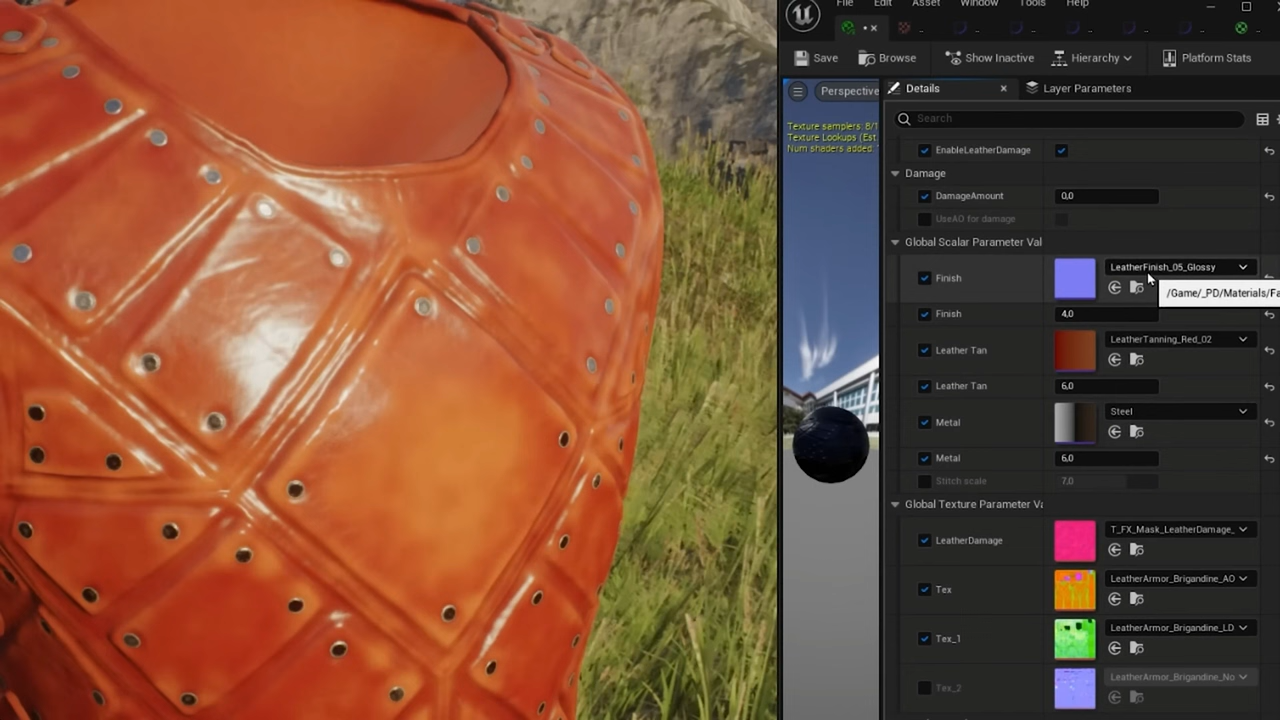 File Edit Asset Window Tools Help
Save Browse Show Inactive Hierarchy Platform Stats
Perspective
Details Layer Parameters
Search
Texture samplers: 8/1
Texture Lookups (Est.
Num shaders added:
EnableLeatherDamage
Damage
DamageAmount 0,0
UseAO for damage
Global Scalar Parameter Val
Finish LeatherFinish_05_Glossy
/Game/_PD/Materials/Fa
Finish 4,0
Leather Tan LeatherTanning_Red_02
Leather Tan 6,0
Metal Steel
Metal 6,0
Stitch scale 7,0
Global Texture Parameter Va
LeatherDamage T_FX_Mask_LeatherDamage_
Tex LeatherArmor_Brigandine_AO
Tex_1 LeatherArmor_Brigandine_LD
Tex_2 LeatherArmor_Brigandine_No